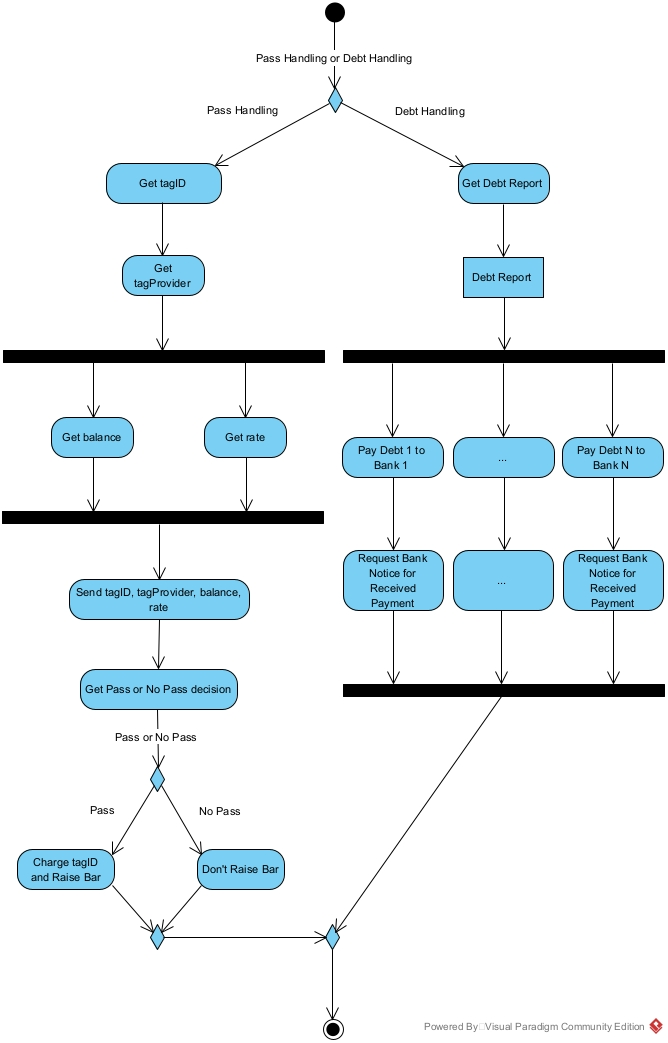 Pass Handling or Debt Handling
Pass Handling
Debt Handling
Get tagID
Get Debt Report
Get
tagProvider
Debt Report
Get balance
Get rate
Pay Debt 1 to
Bank 1
...
Pay Debt N to
Bank N
Request Bank
Notice for
Received
Payment
...
Request Bank
Notice for
Received
Payment
Send tagID, tagProvider, balance,
rate
Get Pass or No Pass decision
Pass or No Pass
Pass
No Pass
Charge tagID
and Raise Bar
Don't Raise Bar
Powered By Visual Paradigm Community Edition